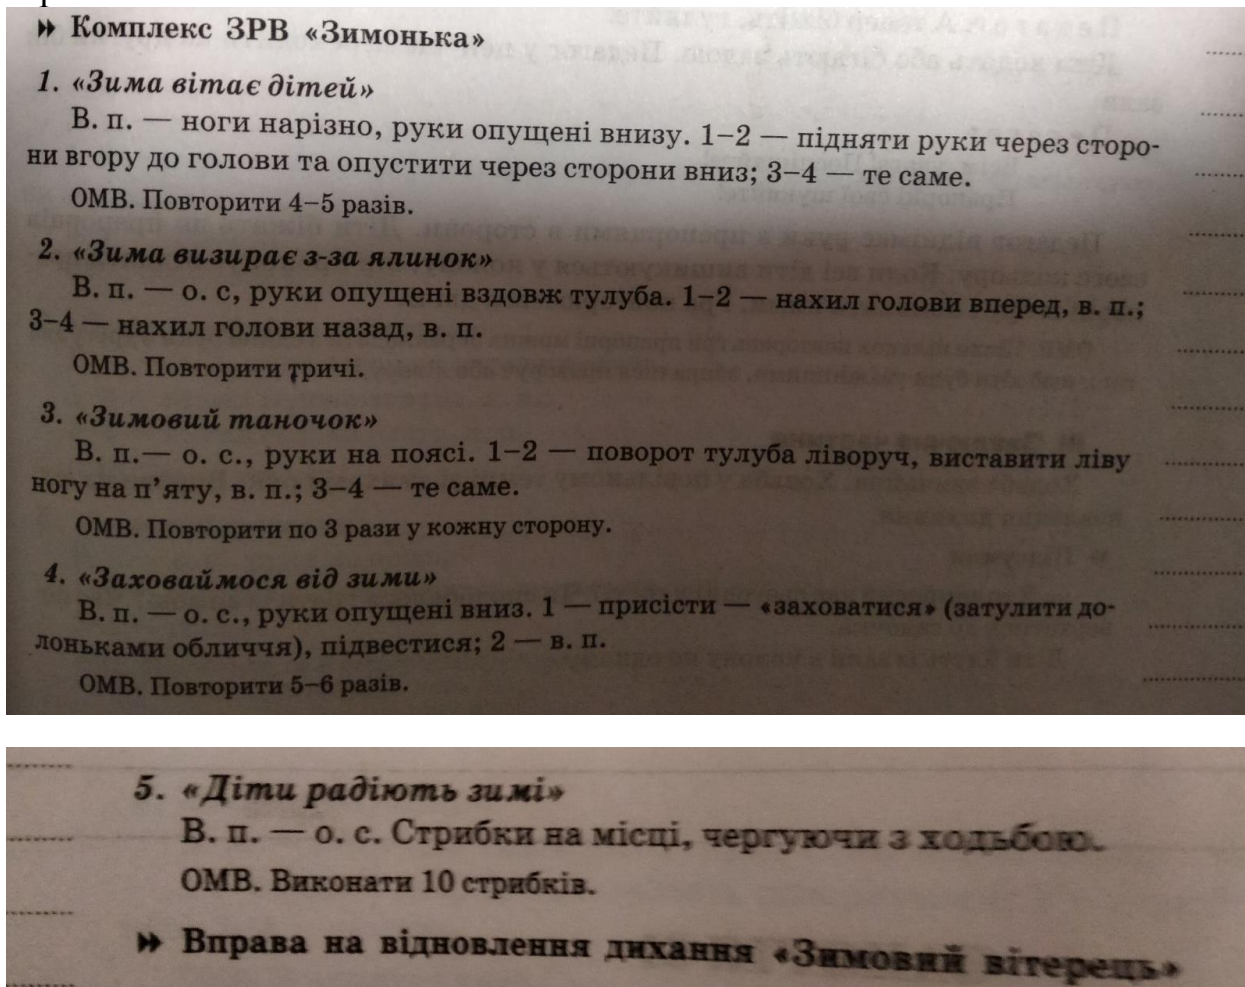 » Комплекс ЗРВ «Зимонька»
1. «Зима вітає дітей»
В. п. — ноги нарізно, руки опущені внизу. 1–2 — підняти руки через сторо-
ни вгору до голови та опустити через сторони вниз; 3–4 — те саме.
ОМВ. Повторити 4–5 разів.
2. «Зима визирає з-за ялинок»
В. п. — о. с, руки опущені вздовж тулуба. 1–2 — нахил голови вперед, в. п.;
3–4 — нахил голови назад, в. п.
ОМВ. Повторити тричі.
3. «Зимовий таночок»
В. п.— о. с., руки на поясі. 1–2 — поворот тулуба ліворуч, виставити ліву
ногу на п’яту, в. п.; 3–4 — те саме.
ОМВ. Повторити по 3 рази у кожну сторону.
4. «Заховаймося від зими»
В. п. — о. с., руки опущені вниз. 1 — присісти — «заховатися» (затулити до-
лоньками обличчя), підвестися; 2 — в. п.
ОМВ. Повторити 5–6 разів.
5. «Діти радіють зимі»
В. п. — о. с. Стрибки на місці, чергуючи з ходьбою.
ОМВ. Виконати 10 стрибків.
» Вправа на відновлення дихання «Зимовий вітерець»